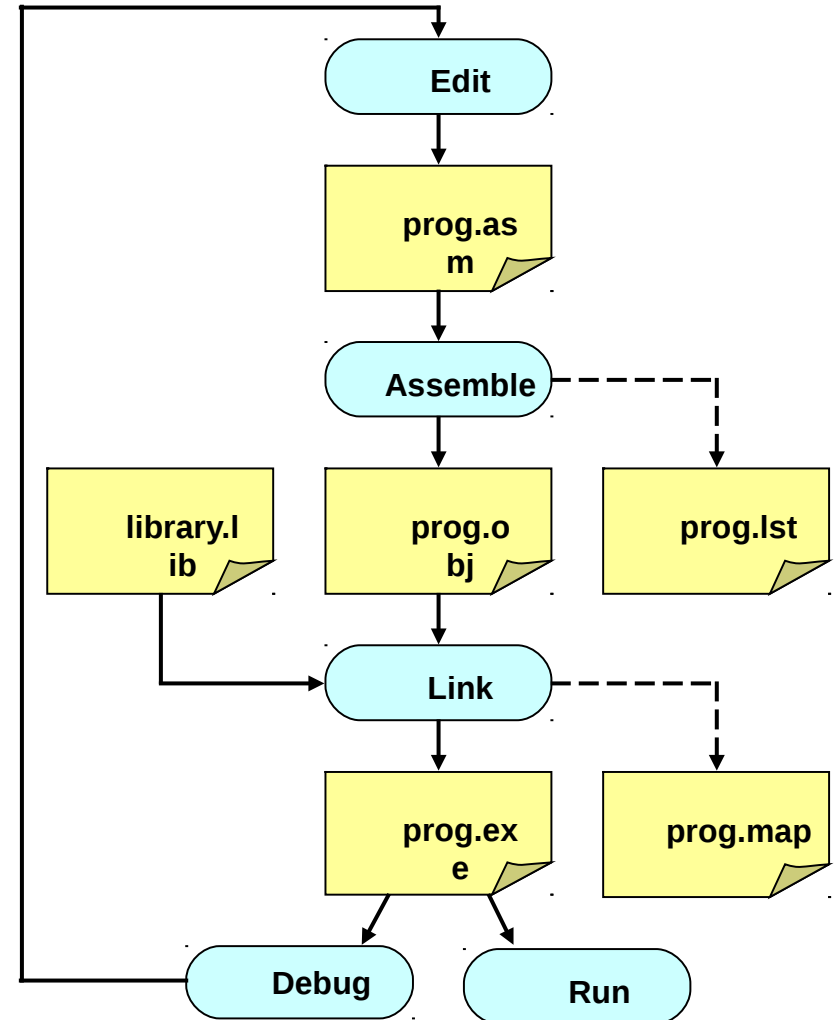 Edit
prog.as
m
Assemble
library.l
ib
prog.o
bj
prog.lst
Link
prog.ex
e
prog.map
Debug
Run